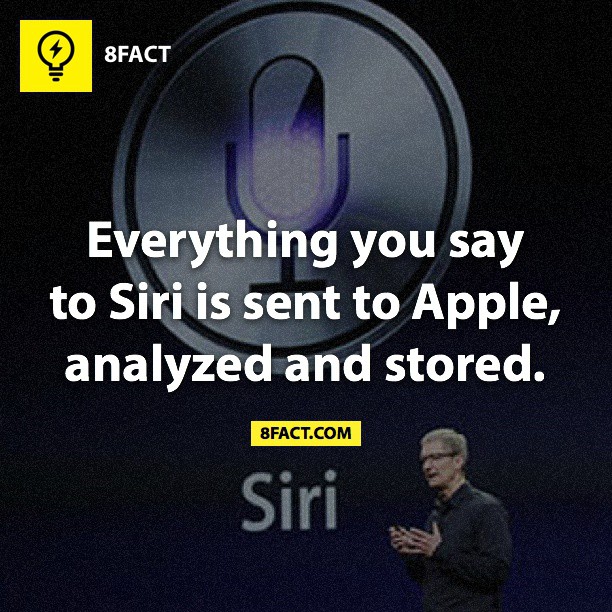 8FACT
Everything you say
to Siri is sent to Apple,
analyzed and stored.
8FACT.COM
Siri